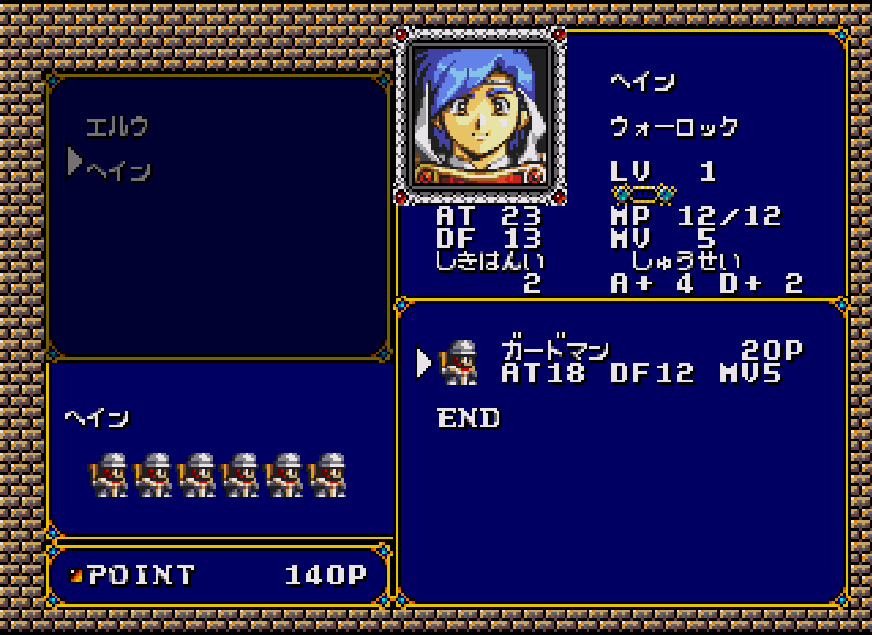 エルウ
ヘイン
ヘイン
POINT 140P
ヘイン
ウォーロック
LV 1
AT 23 MP 12/12
DF 13 MV 5
しきはんい しゅうせい
2 A+ 4 D+ 2
ガードマン 20P
AT18 DF12 MV5
END